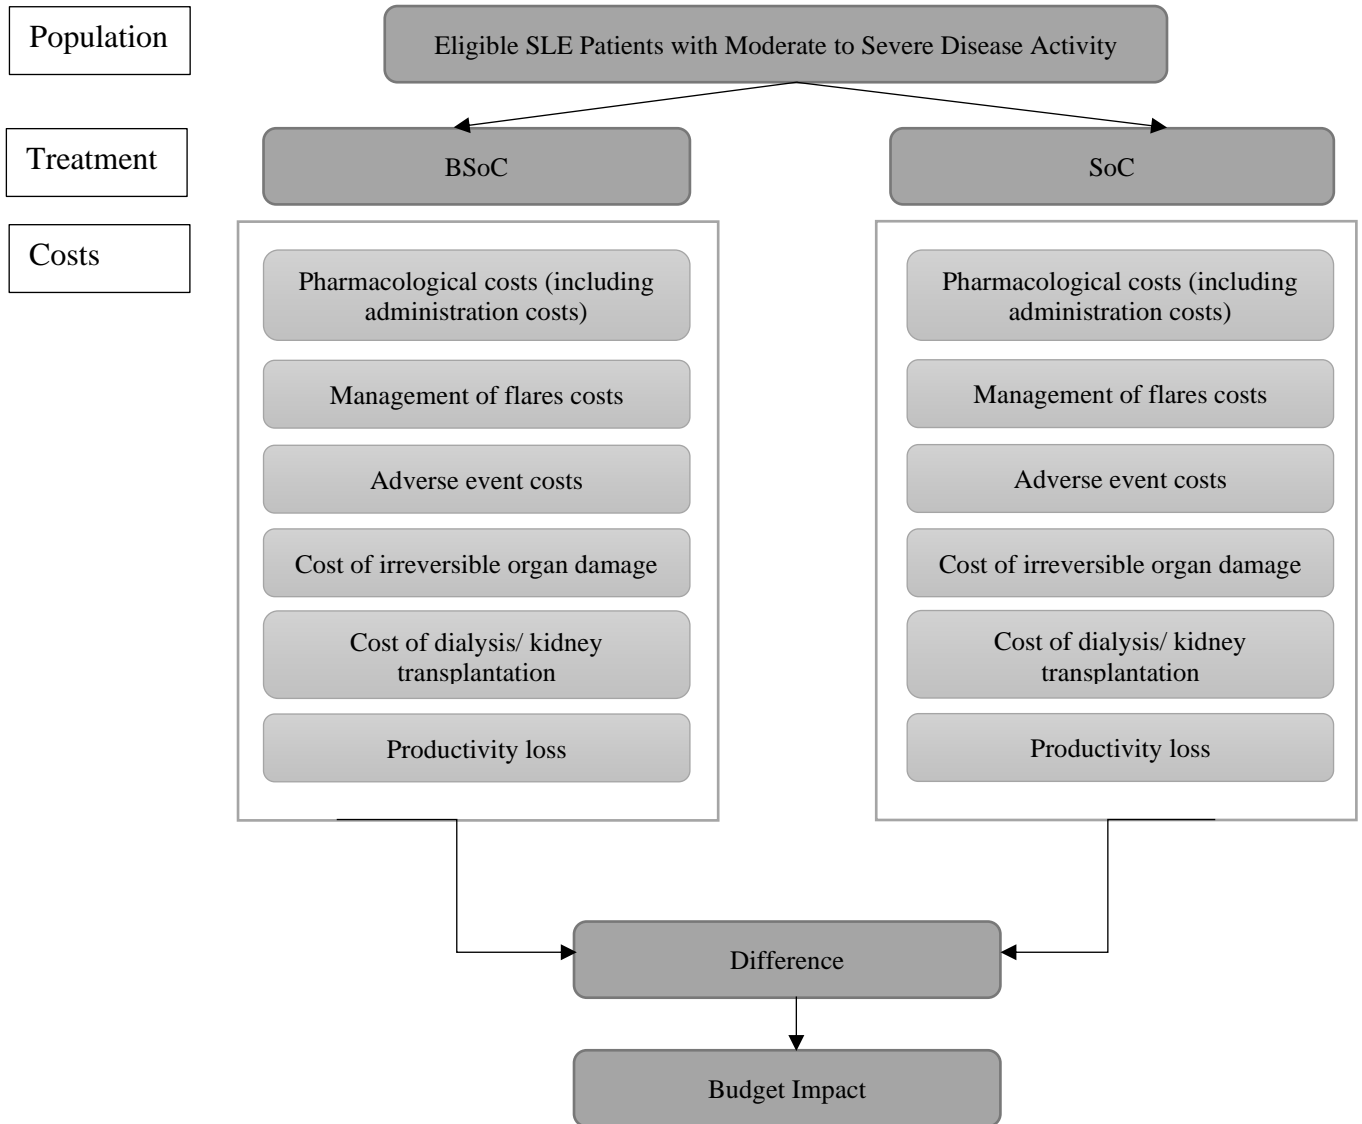 Population
Eligible SLE Patients with Moderate to Severe Disease Activity
Treatment
BSoC
SoC
Costs
Pharmacological costs (including
administration costs)
Management of flares costs
Adverse event costs
Cost of irreversible organ damage
Cost of dialysis/ kidney
transplantation
Productivity loss
Pharmacological costs (including
administration costs)
Management of flares costs
Adverse event costs
Cost of irreversible organ damage
Cost of dialysis/ kidney
transplantation
Productivity loss
Difference
Budget Impact